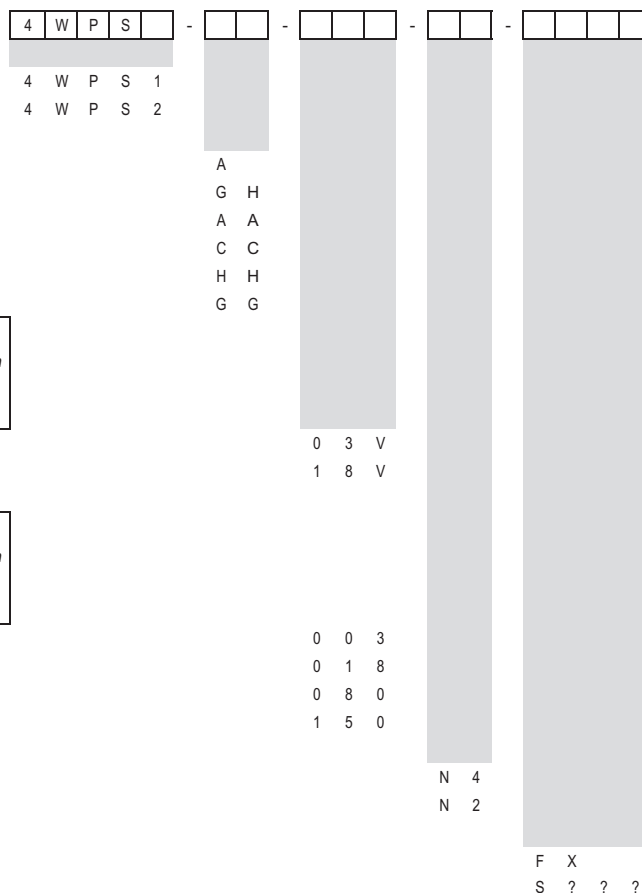 4 W P S - - - -
4 W P S 1
4 W P S 2
A
G H
A A
C C
H H
G G
0 3 V
1 8 V
0 0 3
0 1 8
0 8 0
1 5 0
N 4
N 2
F X
S ? ? ?